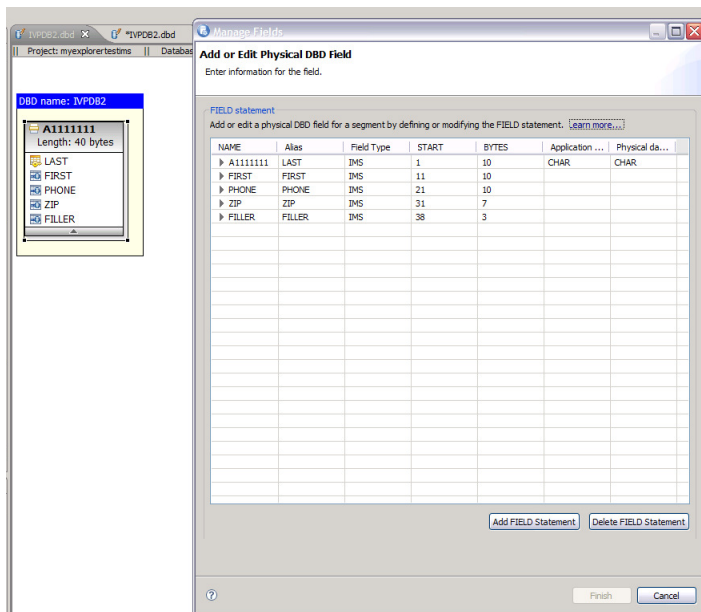 IVPDB2.dbd
*IVPDB2.dbd
Project: myexplorertestims || Databas
DBD name: IVPDB2
A1111111
Length: 40 bytes
LAST
FIRST
PHONE
ZIP
FILLER
Manage Fields
Add or Edit Physical DBD Field
Enter information for the field.
FIELD statement
Add or edit a physical DBD field for a segment by defining or modifying the FIELD statement. Learn more...
NAME Alias Field Type START BYTES Application ... Physical da...
A1111111 LAST IMS 1 10 CHAR CHAR
FIRST FIRST IMS 11 10
PHONE PHONE IMS 21 10
ZIP ZIP IMS 31 7
FILLER FILLER IMS 38 3
Add FIELD Statement Delete FIELD Statement
? Finish Cancel